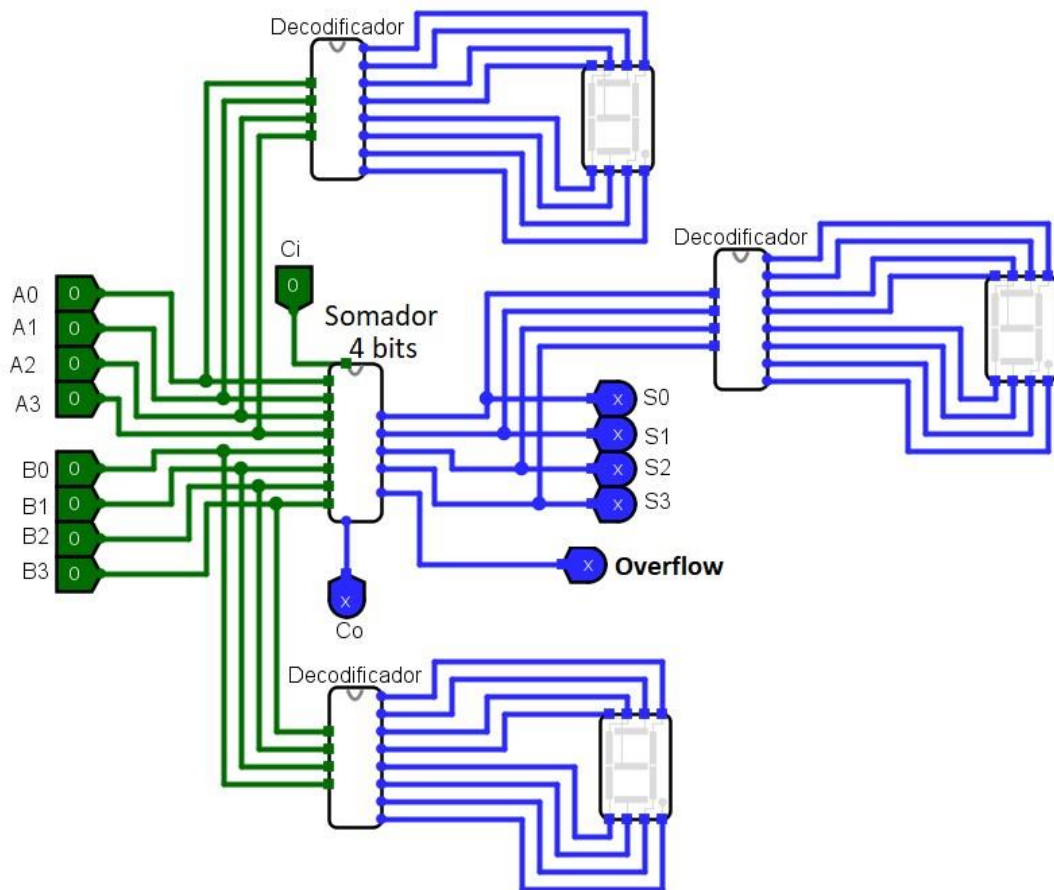 Decodificador
Decodificador
Ci
0
A0 0
A1 0
A2 0
A3 0
Somador
4 bits
B0 0
B1 0
B2 0
B3 0
x S0
x S1
x S2
x S3
x Overflow
x
Co
Decodificador